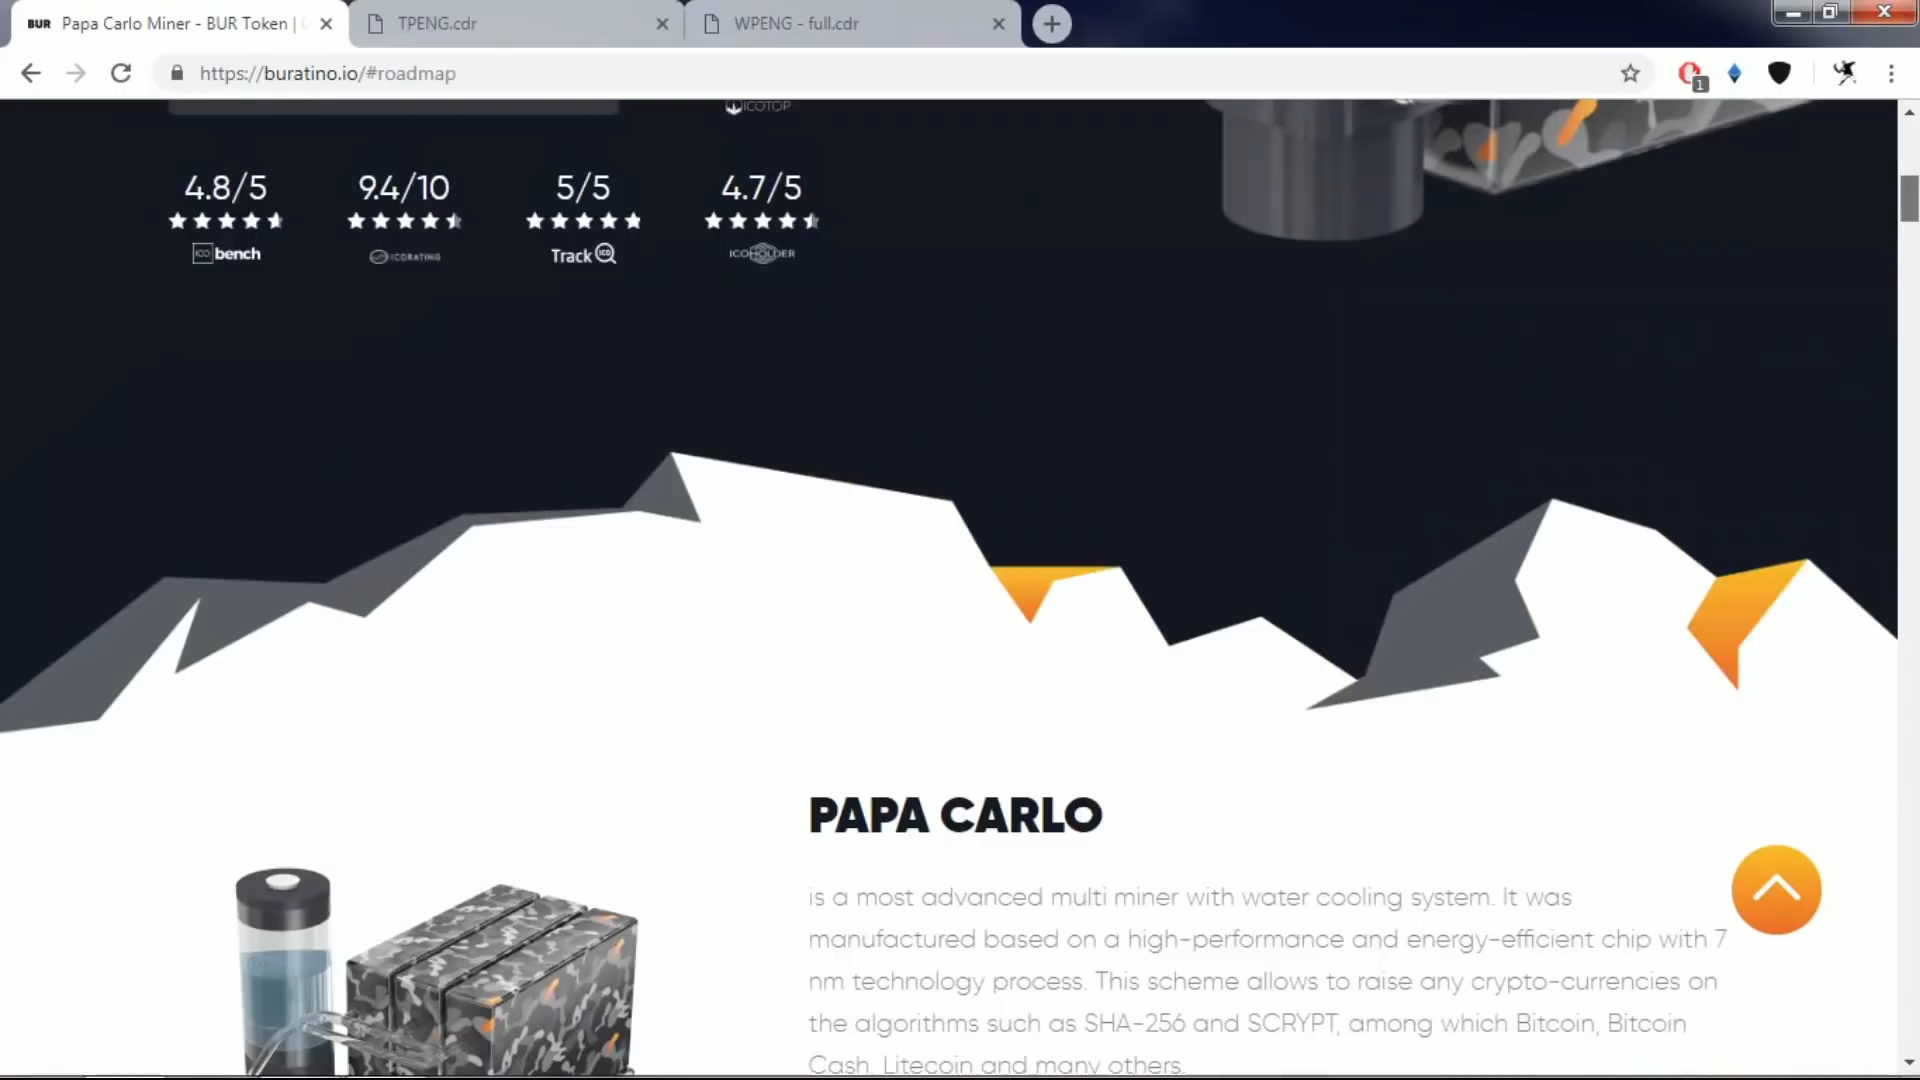 BUR Papa Carlo Miner - BUR Token |
TPENG.cdr
WPENG - full.cdr
https://buratino.io/#roadmap
1
ICOTOP
4.8/5
9.4/10
5/5
4.7/5
ICO bench
ICORATING
Track ICO
ICOHOLDER
PAPA CARLO
is a most advanced multi miner with water cooling system. It was
manufactured based on a high-performance and energy-efficient chip with 7
nm technology process. This scheme allows to raise any crypto-currencies on
the algorithms such as SHA-256 and SCRYPT, among which Bitcoin, Bitcoin
Cash, Litecoin and many others.